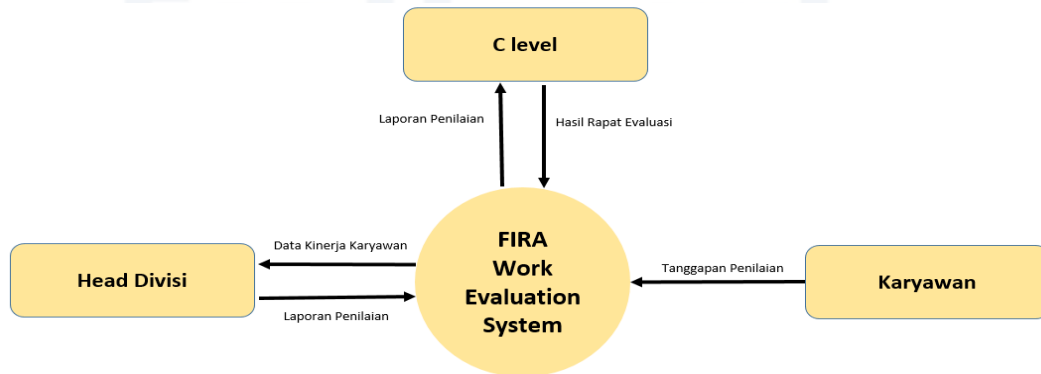 C level
Laporan Penilaian
Hasil Rapat Evaluasi
FIRA
Work
Evaluation
System
Data Kinerja Karyawan
Head Divisi
Laporan Penilaian
Tanggapan Penilaian
Karyawan